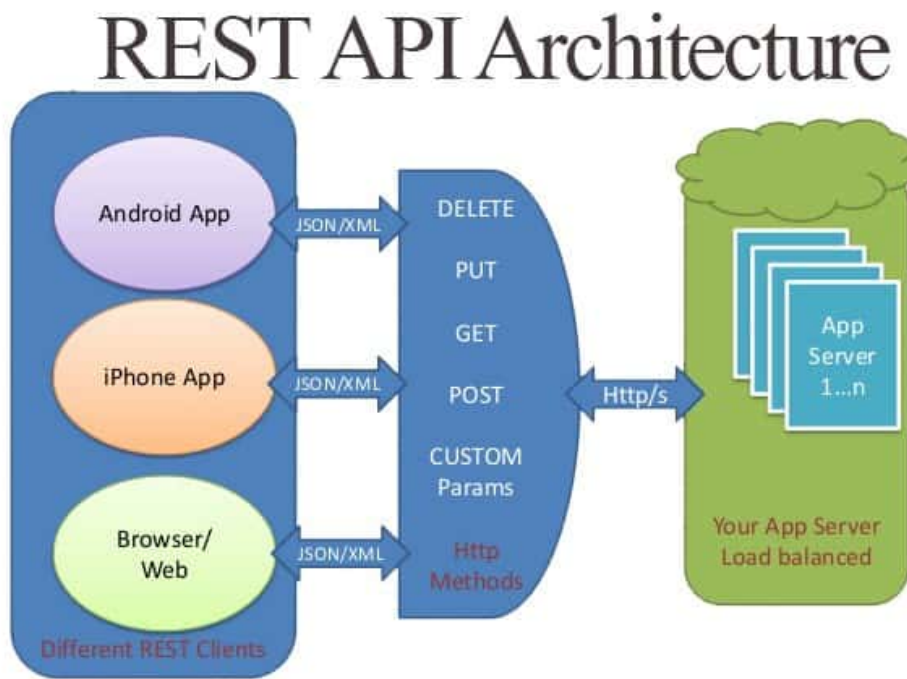 REST API Architecture
Android App
iPhone App
Browser/
Web
Different REST Clients
JSON/XML
JSON/XML
JSON/XML
DELETE
PUT
GET
POST
CUSTOM
Params
Http
Methods
Http/s
App
Server
1...n
Your App Server
Load balanced